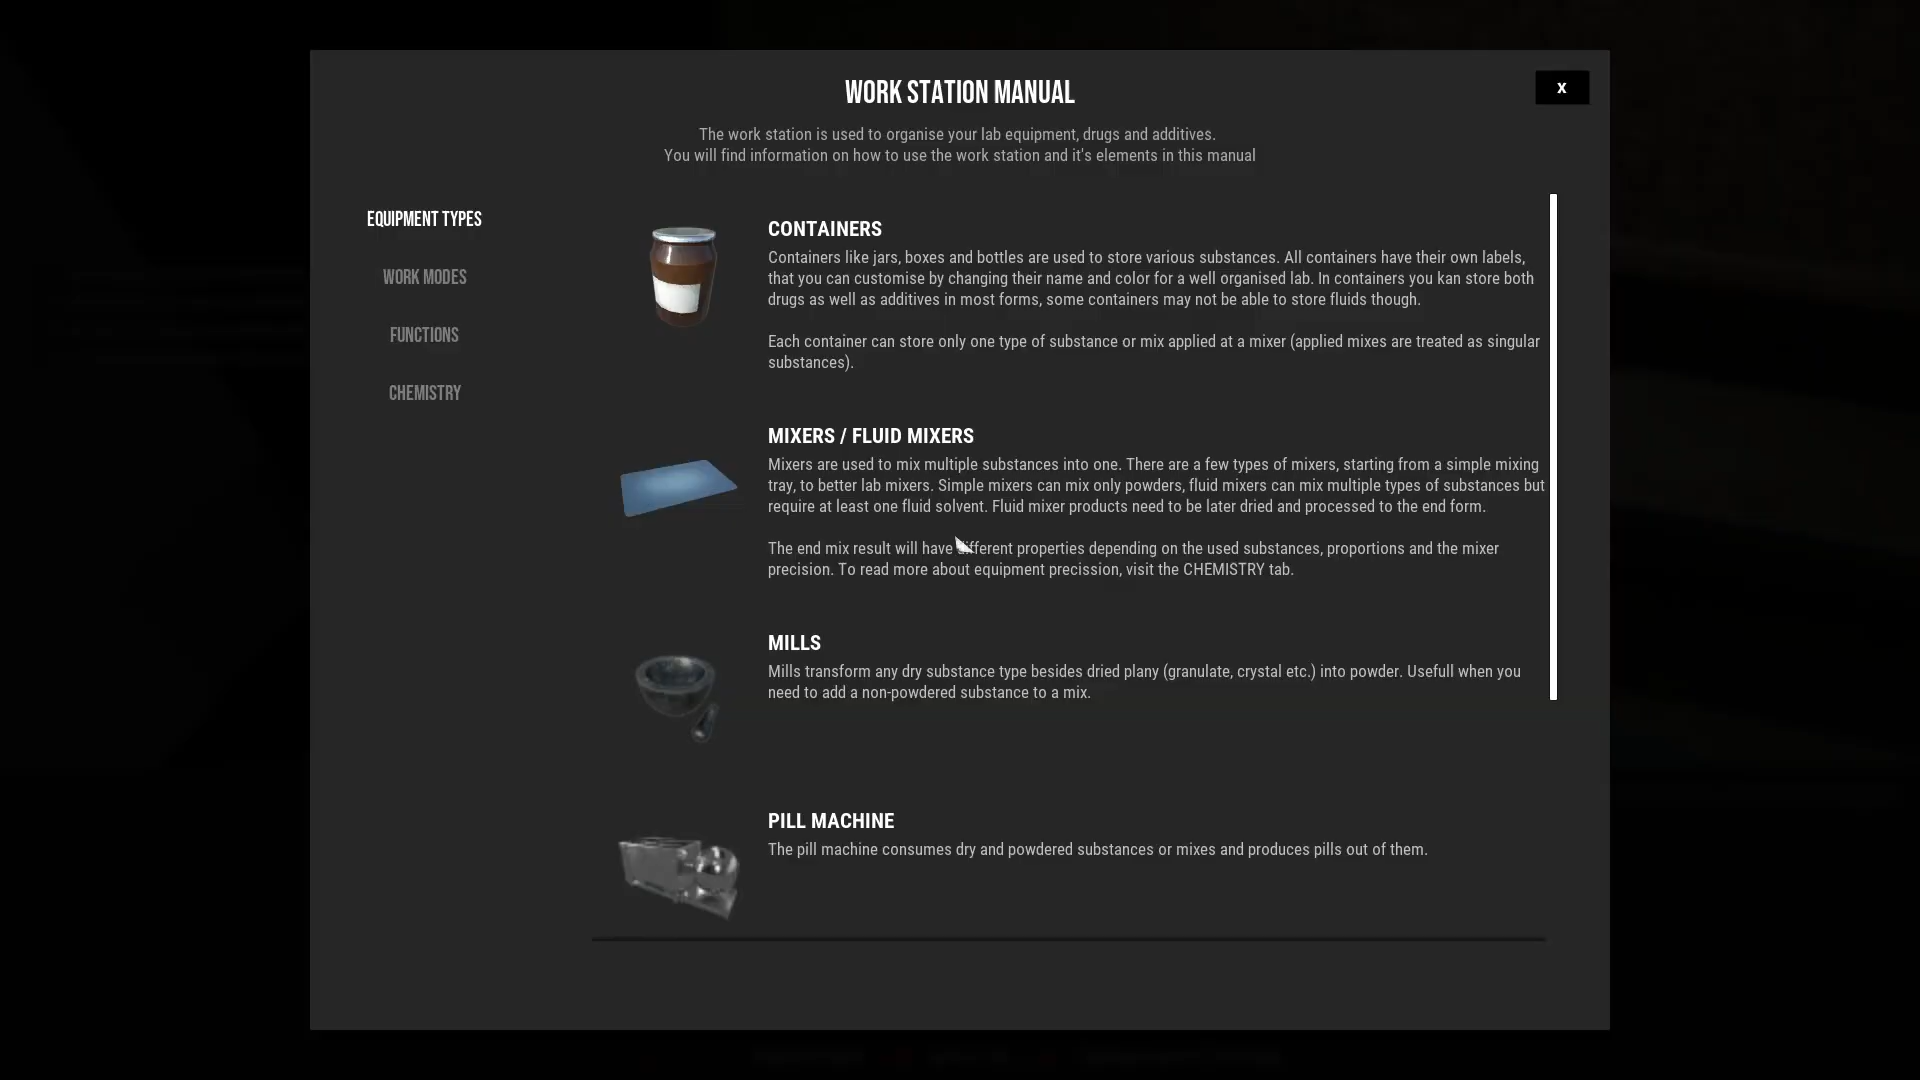 WORK STATION MANUAL
X
The work station is used to organise your lab equipment, drugs and additives.
You will find information on how to use the work station and it's elements in this manual
EQUIPMENT TYPES
WORK MODES
FUNCTIONS
CHEMISTRY
CONTAINERS
Containers like jars, boxes and bottles are used to store various substances. All containers have their own labels,
that you can customise by changing their name and color for a well organised lab. In containers you kan store both
drugs as well as additives in most forms, some containers may not be able to store fluids though.
Each container can store only one type of substance or mix applied at a mixer (applied mixes are treated as singular
substances).
MIXERS / FLUID MIXERS
Mixers are used to mix multiple substances into one. There are a few types of mixers, starting from a simple mixing
tray, to better lab mixers. Simple mixers can mix only powders, fluid mixers can mix multiple types of substances but
require at least one fluid solvent. Fluid mixer products need to be later dried and processed to the end form.
The end mix result will have different properties depending on the used substances, proportions and the mixer
precision. To read more about equipment precission, visit the CHEMISTRY tab.
MILLS
Mills transform any dry substance type besides dried plany (granulate, crystal etc.) into powder. Usefull when you
need to add a non-powdered substance to a mix.
PILL MACHINE
The pill machine consumes dry and powdered substances or mixes and produces pills out of them.